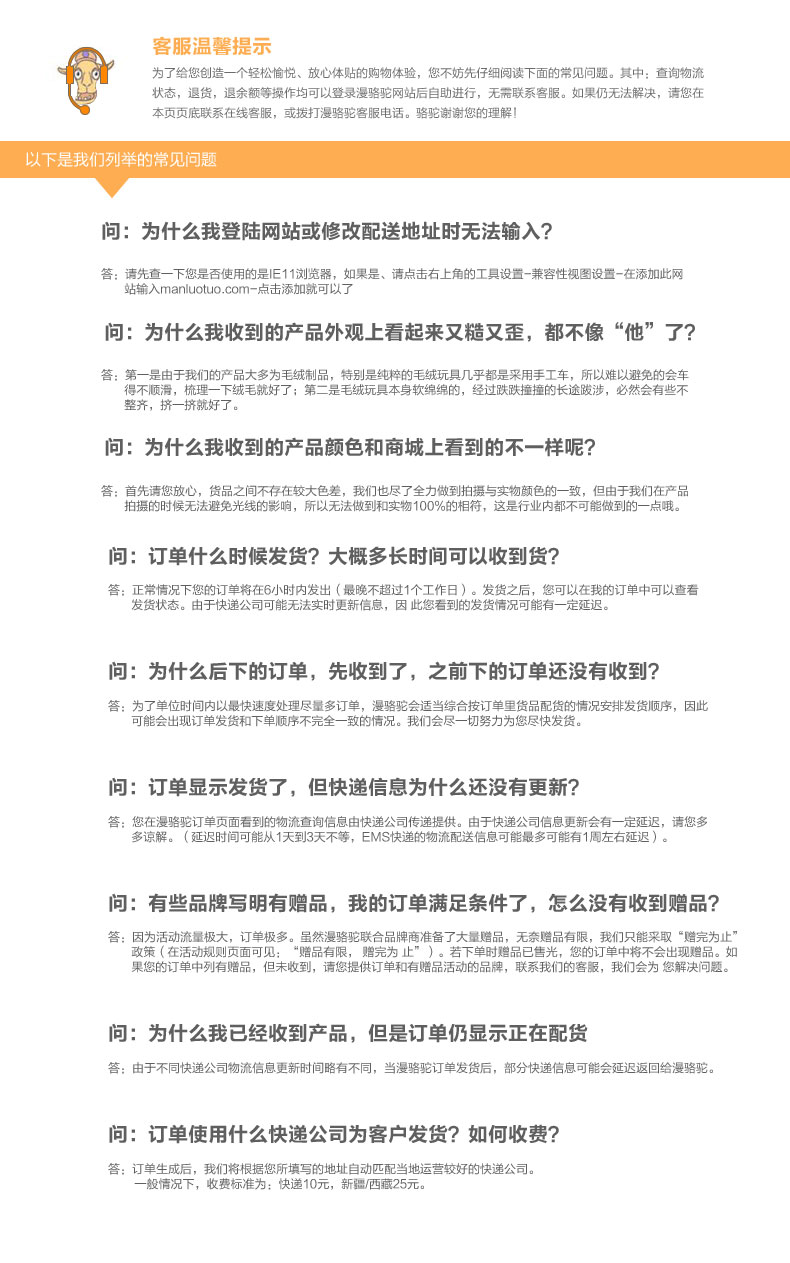 客服温馨提示
为了给您创造一个轻松愉悦、放心体贴的购物体验，您不妨先仔细阅读下面的常见问题。其中：查询物流
状态，退货，退余额等操作均可以登录漫骆驼网站后自助进行，无需联系客服。如果仍无法解决，请您在
本页页底联系在线客服，或拨打漫骆驼客服电话。骆驼谢谢您的理解！
以下是我们列举的常见问题
问：为什么我登陆网站或修改配送地址时无法输入？
答：请先查一下您是否使用的是IE11浏览器，如果是、请点击右上角的工具设置-兼容性视图设置-在添加此网
站输入manluotuo.com-点击添加就可以了
问：为什么我收到的产品外观上看起来又糙又歪，都不像“他”了？
答：第一是由于我们的产品大多为毛绒制品，特别是纯粹的毛绒玩具几乎都是采用手工车，所以难以避免的会车
得不顺滑，梳理一下绒毛就好了；第二是毛绒玩具本身软绵绵的，经过跌跌撞撞的长途跋涉，必然会有些不
整齐，挤一挤就好了。
问：为什么我收到的产品颜色和商城上看到的不一样呢？
答：首先请您放心，货品之间不存在较大色差，我们也尽了全力做到拍摄与实物颜色的一致，但由于我们在产品
拍摄的时候无法避免光线的影响，所以无法做到和实物100%的相符，这是行业内都不可能做到的一点哦。
问：订单什么时候发货？大概多长时间可以收到货？
答：正常情况下您的订单将在6小时内发出（最晚不超过1个工作日）。发货之后，您可以在我的订单中可以查看
发货状态。由于快递公司可能无法实时更新信息，因 此您看到的发货情况可能有一定延迟。
问：为什么后下的订单，先收到了，之前下的订单还没有收到？
答：为了单位时间内以最快速度处理尽量多订单，漫骆驼会适当综合按订单里货品配货的情况安排发货顺序，因此
可能会出现订单发货和下单顺序不完全一致的情况。我们会尽一切努力为您尽快发货。
问：订单显示发货了，但快递信息为什么还没有更新？
答：您在漫骆驼订单页面看到的物流查询信息由快递公司传递提供。由于快递公司信息更新会有一定延迟，请您多
多谅解。（延迟时间可能从1天到3天不等，EMS快递的物流配送信息可能最多可能有1周左右延迟）。
问：有些品牌写明有赠品，我的订单满足条件了，怎么没有收到赠品？
答：因为活动流量极大，订单极多。虽然漫骆驼联合品牌商准备了大量赠品，无奈赠品有限，我们只能采取“赠完为止”
政策（在活动规则页面可见；“赠品有限， 赠完为 止”）。若下单时赠品已售光，您的订单中将不会出现赠品。如
果您的订单中列有赠品，但未收到，请您提供订单和有赠品活动的品牌，联系我们的客服，我们会为 您解决问题。
问：为什么我已经收到产品，但是订单仍显示正在配货
答：由于不同快递公司物流信息更新时间略有不同，当漫骆驼订单发货后，部分快递信息可能会延迟返回给漫骆驼。
问：订单使用什么快递公司为客户发货？如何收费？
答：订单生成后，我们将根据您所填写的地址自动匹配当地运营较好的快递公司。
一般情况下，收费标准为：快递10元，新疆/西藏25元。